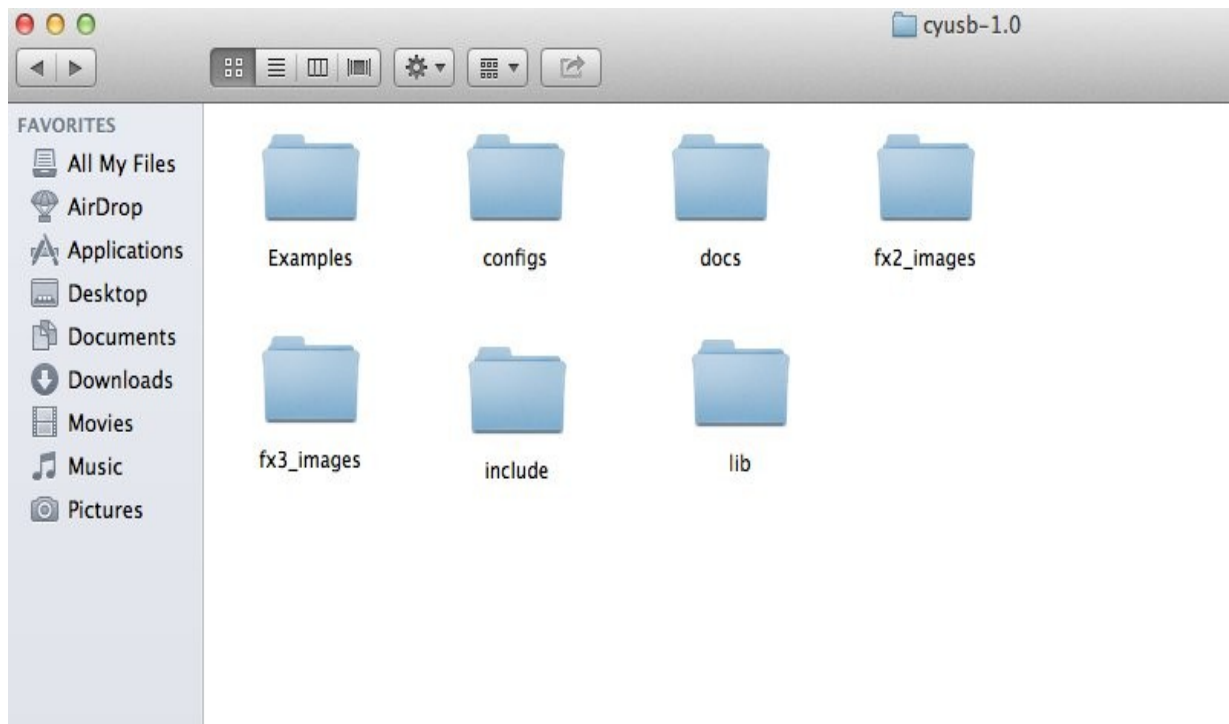 cyusb-1.0
FAVORITES
All My Files
AirDrop
Applications
Desktop
Documents
Downloads
Movies
Music
Pictures
Examples configs docs fx2_images
fx3_images include lib